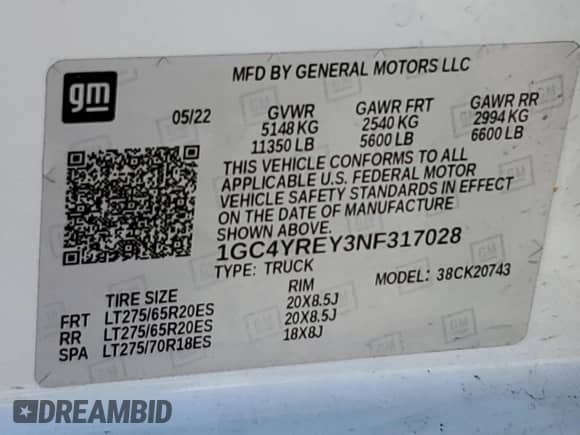 gm
MFD BY GENERAL MOTORS LLC
05/22 GVWR GAWR FRT GAWR RR
5148 KG 2540 KG 2994 KG
11350 LB 5600 LB 6600 LB
THIS VEHICLE CONFORMS TO ALL
APPLICABLE U.S. FEDERAL MOTOR
VEHICLE SAFETY STANDARDS IN EFFECT
ON THE DATE OF MANUFACTURE
SHOWN ABOVE.
1GC4YREY3NF317028
TYPE: TRUCK MODEL: 38CK20743
TIRE SIZE RIM
FRT LT275/65R20ES 20X8.5J
RR LT275/65R20ES 20X8.5J
SPA LT275/70R18ES 18X8J
DREAMBID